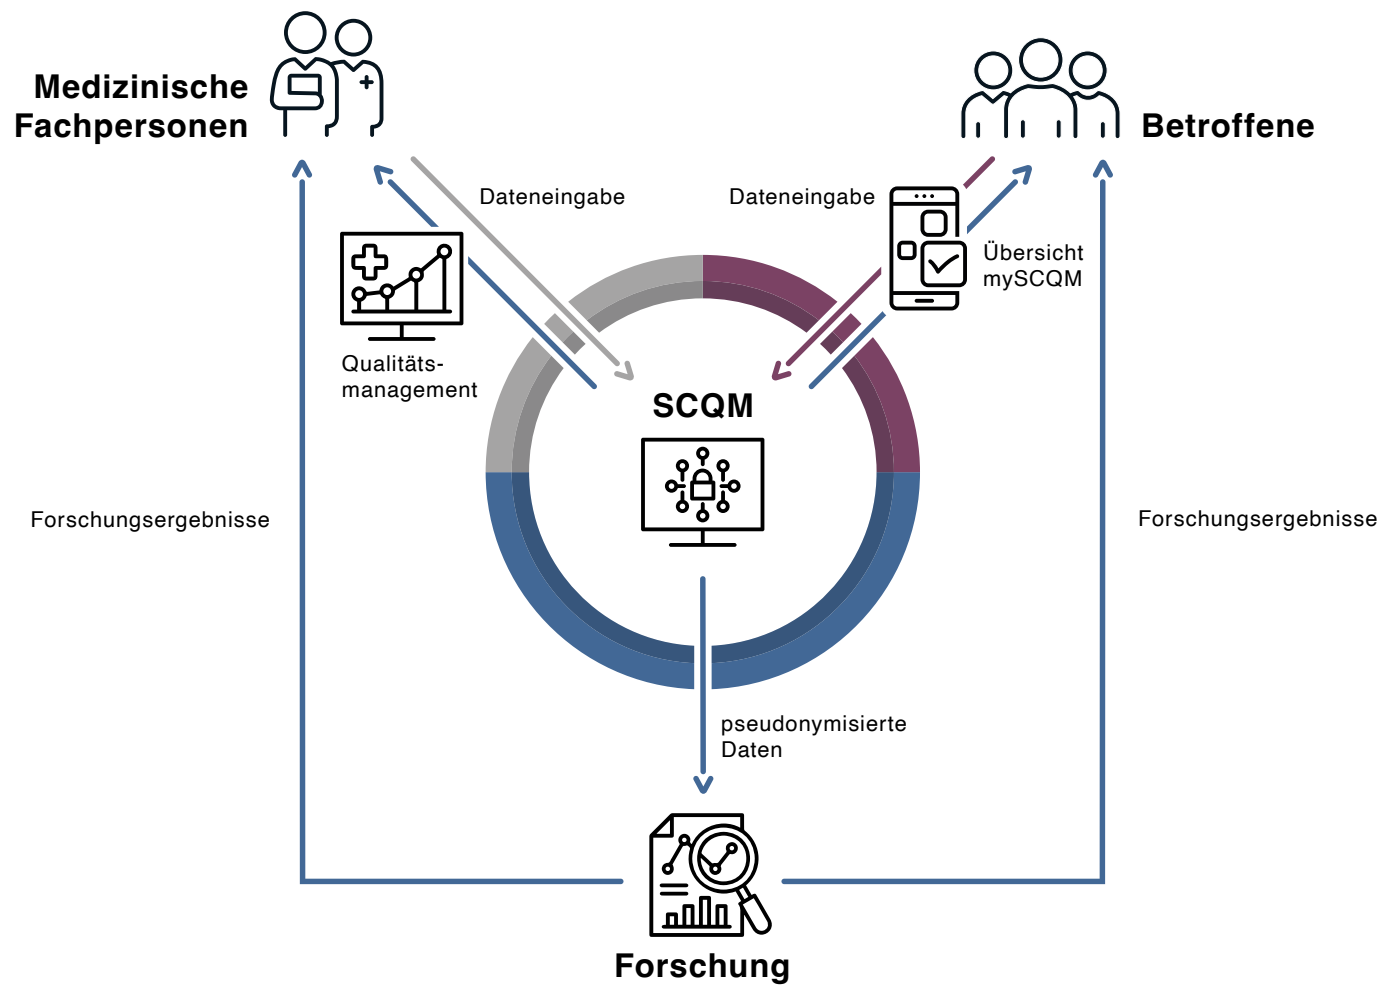 Medizinische
Fachpersonen
Betroffene
Dateneingabe
Dateneingabe
Übersicht
mySCQM
Qualitäts-
management
SCQM
Forschungsergebnisse
Forschungsergebnisse
pseudonymisierte
Daten
Forschung